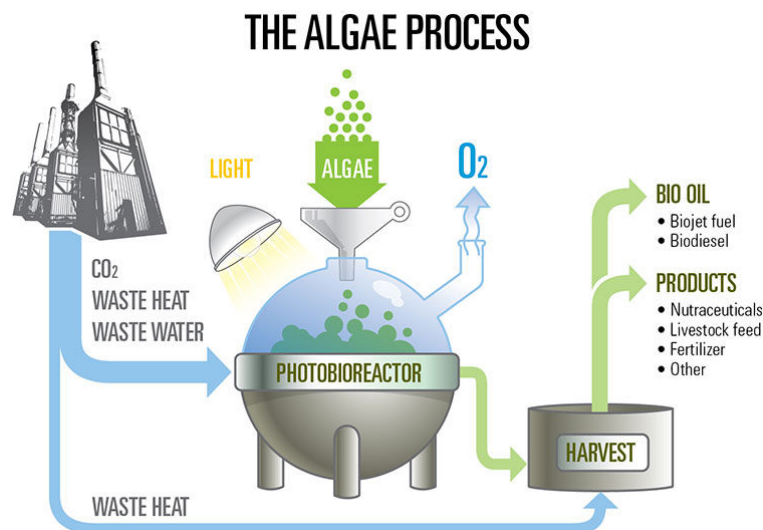 THE ALGAE PROCESS
LIGHT
ALGAE
O2
CO2
WASTE HEAT
WASTE WATER
PHOTOBIOREACTOR
BIO OIL
• Biojet fuel
• Biodiesel
PRODUCTS
• Nutraceuticals
• Livestock feed
• Fertilizer
• Other
HARVEST
WASTE HEAT